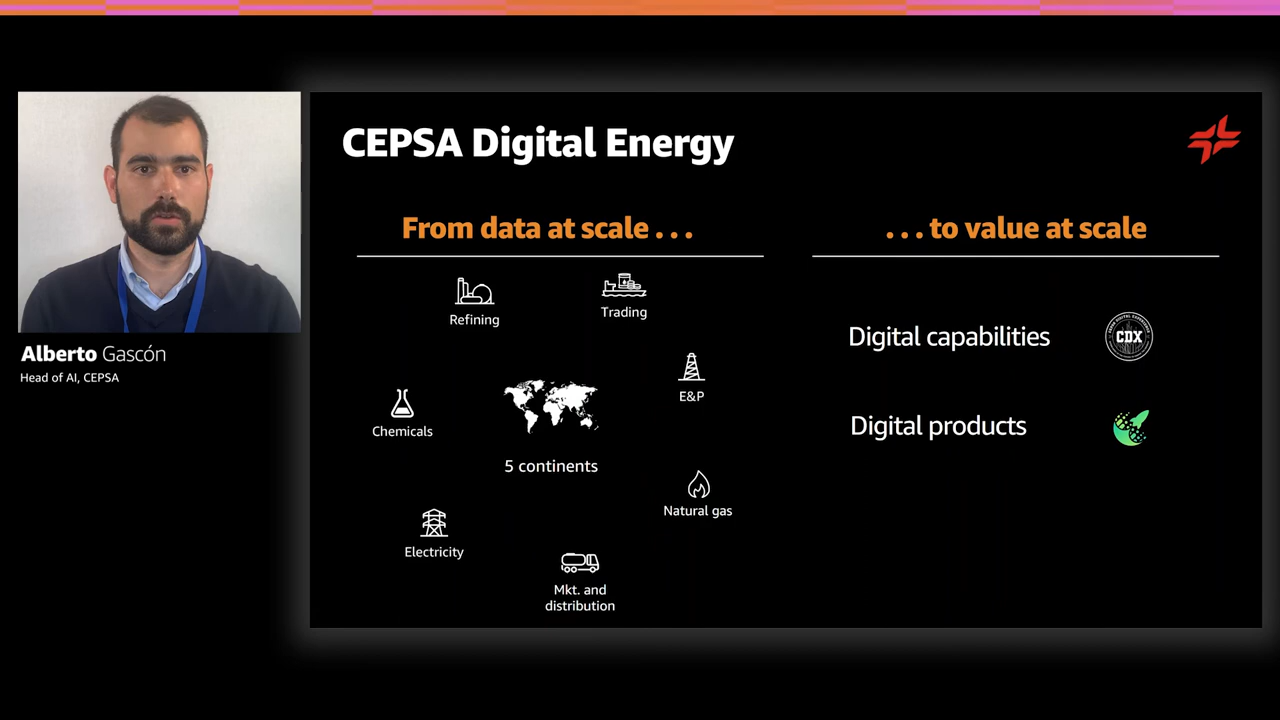 CEPSA Digital Energy
From data at scale . . .
. . . to value at scale
Refining
Trading
E&P
Chemicals
5 continents
Natural gas
Electricity
Mkt. and
distribution
Digital capabilities
CDX
Digital products
Alberto Gascón
Head of AI, CEPSA